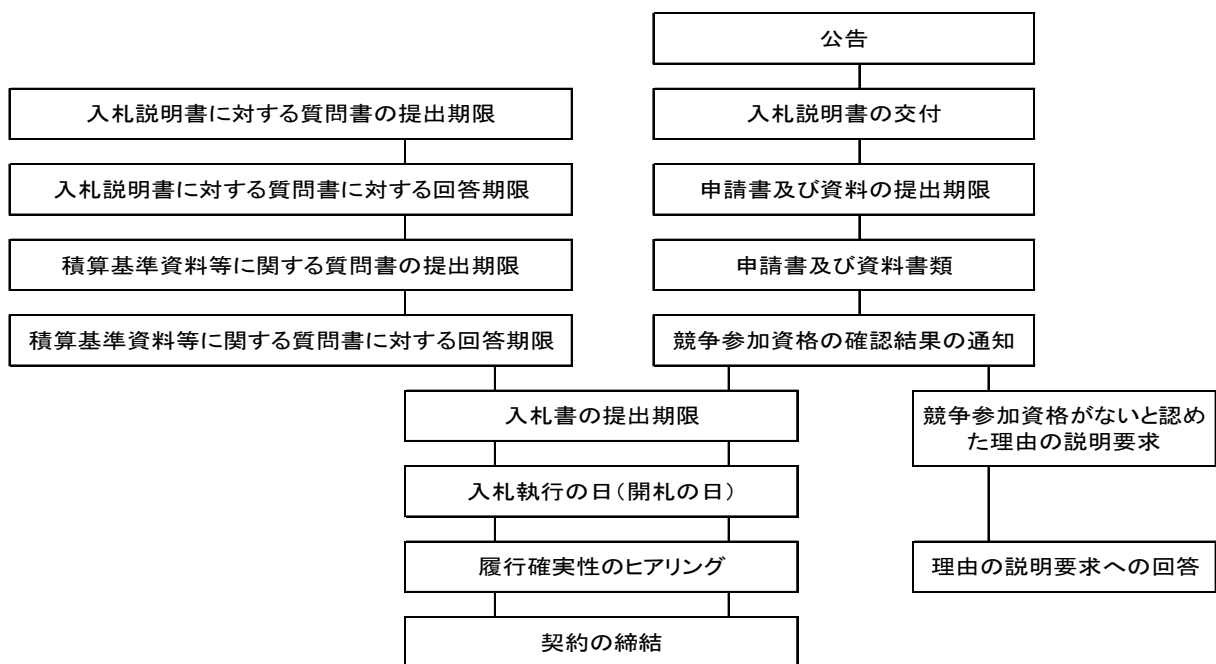 公告
入札説明書に対する質問書の提出期限
入札説明書の交付
入札説明書に対する質問書に対する回答期限
申請書及び資料の提出期限
積算基準資料等に関する質問書の提出期限
申請書及び資料書類
積算基準資料等に関する質問書に対する回答期限
競争参加資格の確認結果の通知
入札書の提出期限
競争参加資格がないと認め
た理由の説明要求
入札執行の日(開札の日)
履行確実性のヒアリング
理由の説明要求への回答
契約の締結